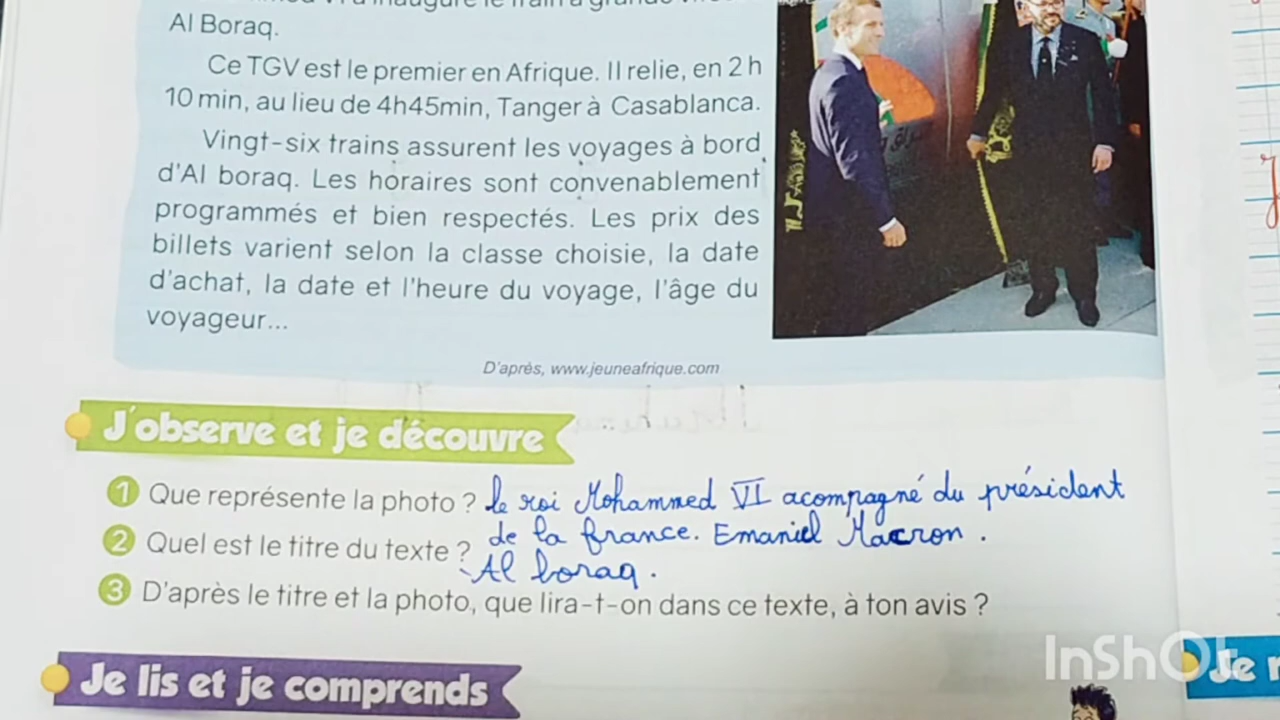 Al Boraq.
Ce TGV est le premier en Afrique. Il relie, en 2 h
10 min, au lieu de 4h45min, Tanger à Casablanca.
Vingt-six trains assurent les voyages à bord
d'Al boraq. Les horaires sont convenablement
programmés et bien respectés. Les prix des
billets varient selon la classe choisie, la date
d'achat, la date et l'heure du voyage, l'âge du
voyageur...
D'après, www.jeuneafrique.com
J'observe et je découvre
1 Que représente la photo ? le roi Mohammed VI acompagné du président
de la france. Emaniel Macron .
2 Quel est le titre du texte ?
Al boraq .
3 D'après le titre et la photo, que lira-t-on dans ce texte, à ton avis ?
Je lis et je comprends
InShOt
Je